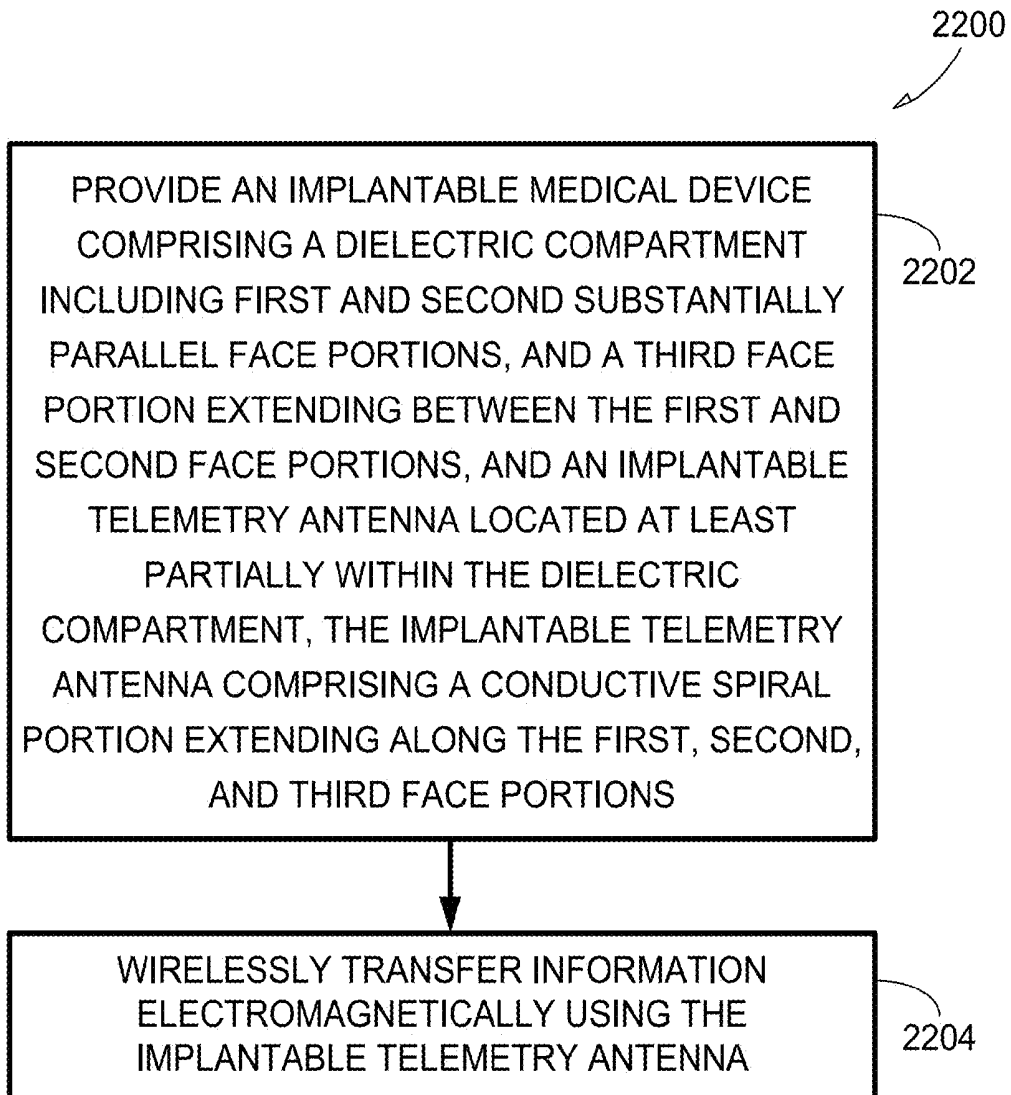 2200
PROVIDE AN IMPLANTABLE MEDICAL DEVICE
COMPRISING A DIELECTRIC COMPARTMENT
INCLUDING FIRST AND SECOND SUBSTANTIALLY
PARALLEL FACE PORTIONS, AND A THIRD FACE
PORTION EXTENDING BETWEEN THE FIRST AND
SECOND FACE PORTIONS, AND AN IMPLANTABLE
TELEMETRY ANTENNA LOCATED AT LEAST
PARTIALLY WITHIN THE DIELECTRIC
COMPARTMENT, THE IMPLANTABLE TELEMETRY
ANTENNA COMPRISING A CONDUCTIVE SPIRAL
PORTION EXTENDING ALONG THE FIRST, SECOND,
AND THIRD FACE PORTIONS
2202
WIRELESSLY TRANSFER INFORMATION
ELECTROMAGNETICALLY USING THE
IMPLANTABLE TELEMETRY ANTENNA
2204